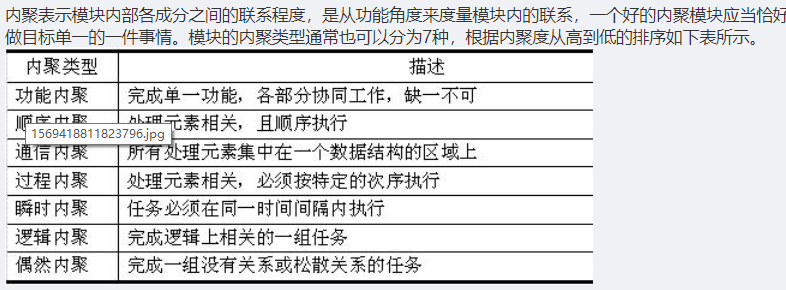 内聚表示模块内部各成分之间的联系程度，是从功能角度来度量模块内的联系，一个好的内聚模块应当恰好
做目标单一的一件事情。模块的内聚类型通常也可以分为7种，根据内聚度从高到低的排序如下表所示。
内聚类型 描述
功能内聚 完成单一功能，各部分协同工作，缺一不可
顺序内聚 处理元素相关，且顺序执行
1569418811823796.jpg
通信内聚 所有处理元素集中在一个数据结构的区域上
过程内聚 处理元素相关，必须按特定的次序执行
瞬时内聚 任务必须在同一时间间隔内执行
逻辑内聚 完成逻辑上相关的一组任务
偶然内聚 完成一组没有关系或松散关系的任务